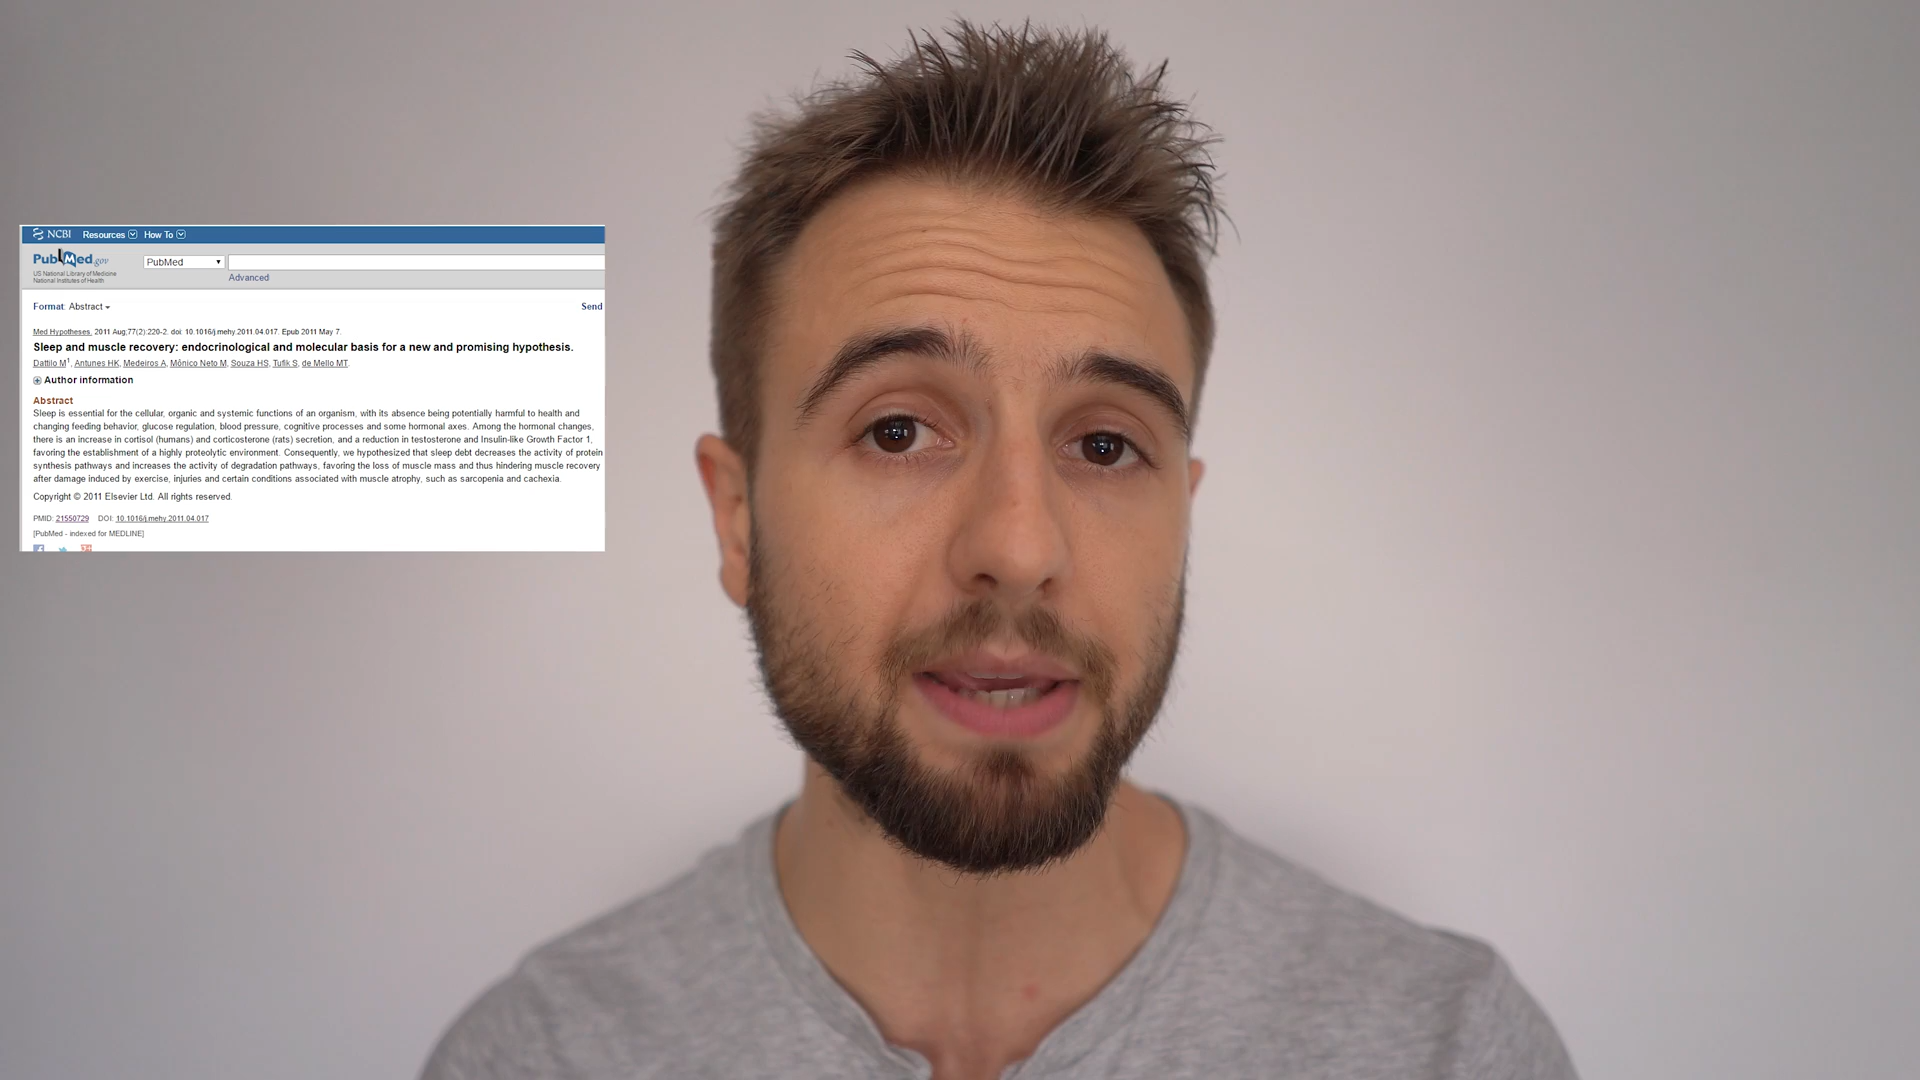 NCBI Resources How To
PubMed.gov
PubMed
US National Library of Medicine
National Institutes of Health
Advanced
Format: Abstract
Send
Med Hypotheses. 2011 Aug;77(2):220-2. doi: 10.1016/j.mehy.2011.04.017. Epub 2011 May 7.
Sleep and muscle recovery: endocrinological and molecular basis for a new and promising hypothesis.
Dattilo M1, Antunes HK, Medeiros A, Mônico Neto M, Souza HS, Tufik S, de Mello MT.
Author information
Abstract
Sleep is essential for the cellular, organic and systemic functions of an organism, with its absence being potentially harmful to health and
changing feeding behavior, glucose regulation, blood pressure, cognitive processes and some hormonal axes. Among the hormonal changes,
there is an increase in cortisol (humans) and corticosterone (rats) secretion, and a reduction in testosterone and Insulin-like Growth Factor 1,
favoring the establishment of a highly proteolytic environment. Consequently, we hypothesized that sleep debt decreases the activity of protein
synthesis pathways and increases the activity of degradation pathways, favoring the loss of muscle mass and thus hindering muscle recovery
after damage induced by exercise, injuries and certain conditions associated with muscle atrophy, such as sarcopenia and cachexia.
Copyright © 2011 Elsevier Ltd. All rights reserved.
PMID: 21550729 DOI: 10.1016/j.mehy.2011.04.017
[PubMed - indexed for MEDLINE]